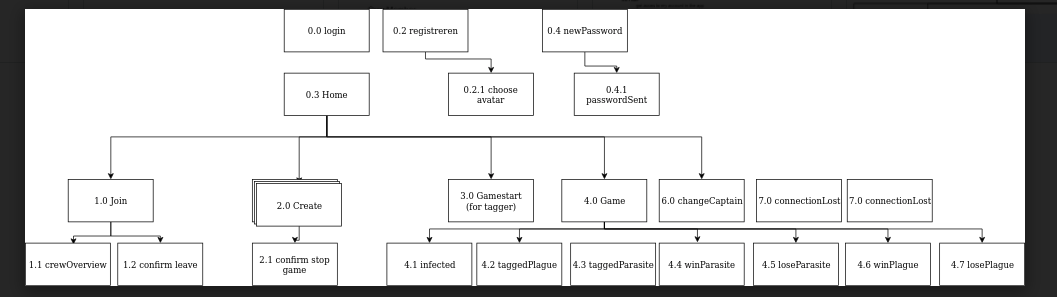 0.0 login
0.2 registreren
0.4 newPassword
0.3 Home
0.2.1 choose
avatar
0.4.1
passwordSent
1.0 Join
2.0 Create
3.0 Gamestart
(for tagger)
4.0 Game
6.0 changeCaptain
7.0 connectionLost
7.0 connectionLost
1.1 crewOverview
1.2 confirm leave
2.1 confirm stop
game
4.1 infected
4.2 taggedPlague
4.3 taggedParasite
4.4 winParasite
4.5 loseParasite
4.6 winPlague
4.7 losePlague